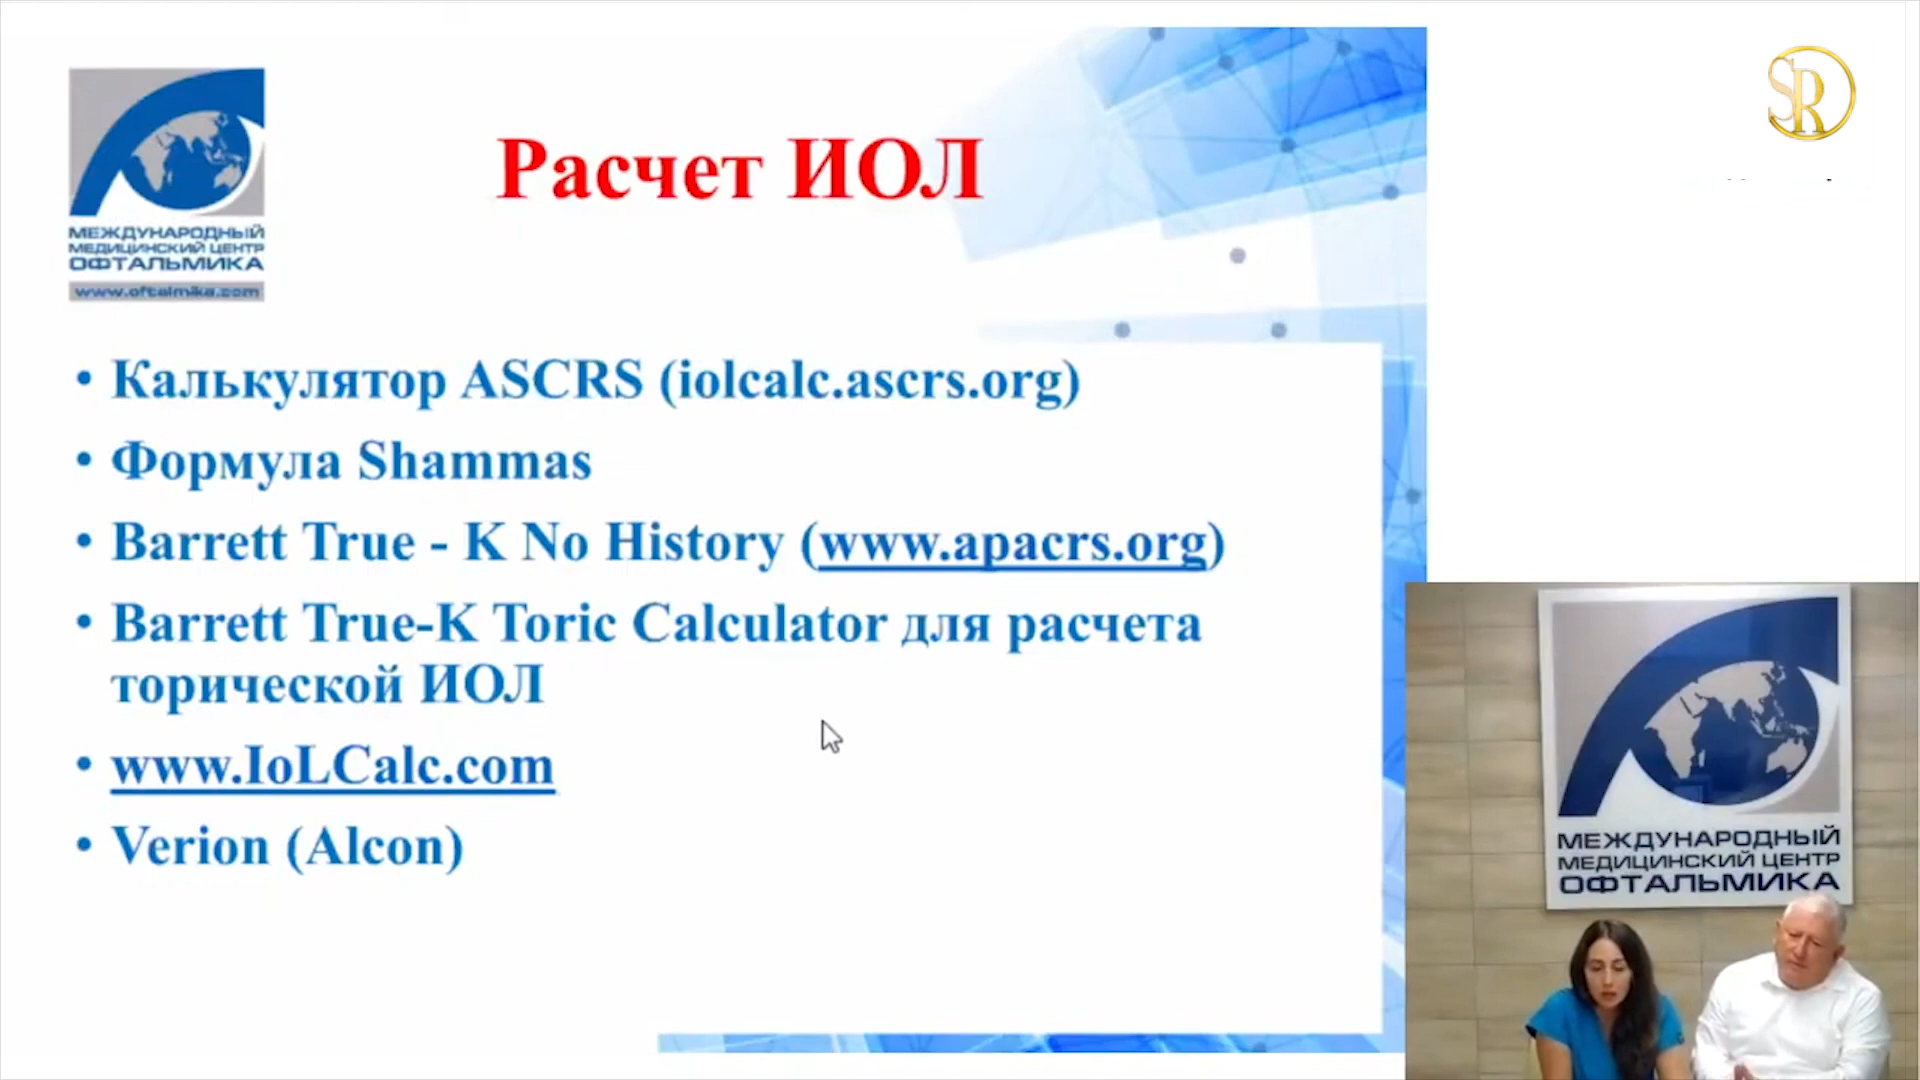 SR
МЕЖДУНАРОДНЫЙ
МЕДИЦИНСКИЙ ЦЕНТР
ОФТАЛЬМИКА
www.oftalmika.com
Расчет ИОЛ
• Калькулятор ASCRS (iolcalc.ascrs.org)
• Формула Shammas
• Barrett True - K No History (www.apacrs.org)
• Barrett True-K Toric Calculator для расчета
торической ИОЛ
• www.IoLCalc.com
• Verion (Alcon)
МЕЖДУНАРОДНЫЙ
МЕДИЦИНСКИЙ ЦЕНТР
ОФТАЛЬМИКА